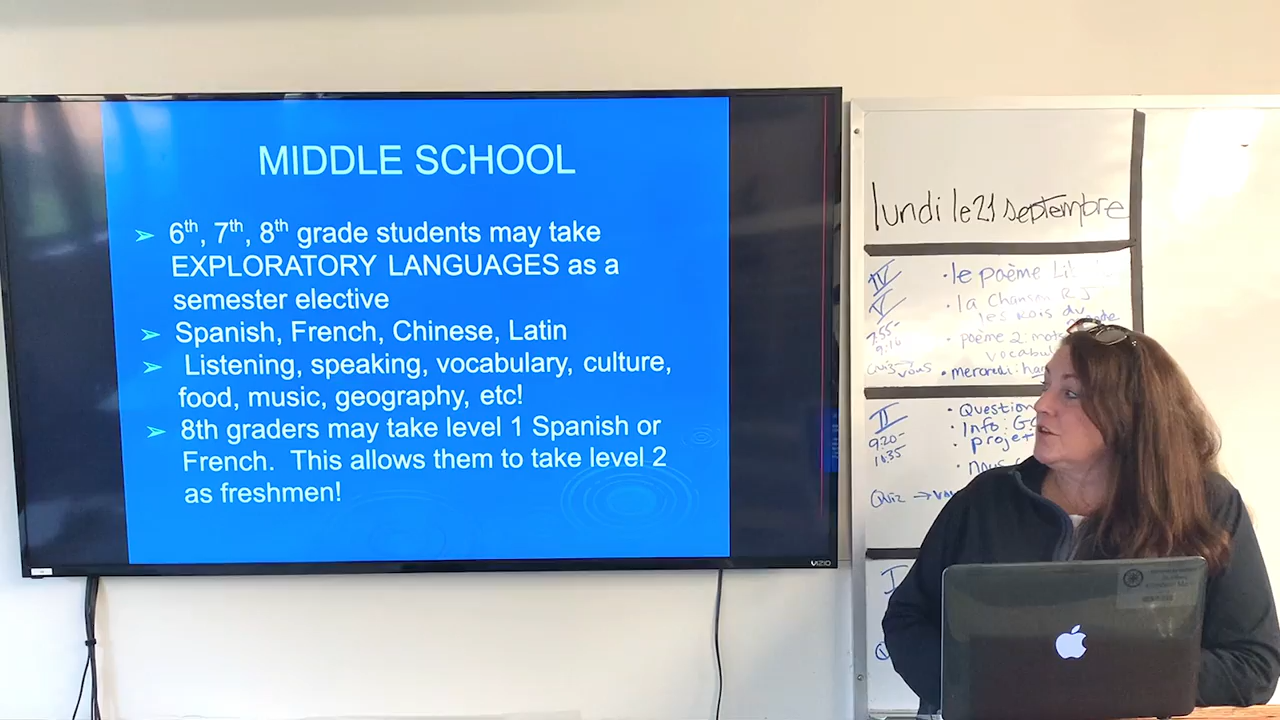 MIDDLE SCHOOL
➢ 6th, 7th, 8th grade students may take
EXPLORATORY LANGUAGES as a
semester elective
➢ Spanish, French, Chinese, Latin
➢ Listening, speaking, vocabulary, culture,
food, music, geography, etc!
➢ 8th graders may take level 1 Spanish or
French. This allows them to take level 2
as freshmen!
VIZIO
lundi le 21 septembre
IV
V
7:55-
9:16
• le poème
• la Chanson R J
les Rois du
poème 2: mots
• mercredi:
II
9:20-
10:35
• Question
• Info:
• projet
• nous
Quiz →